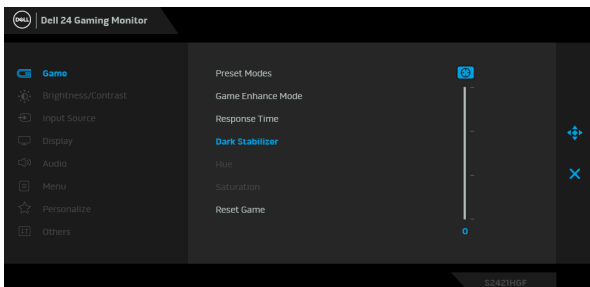 DELL
Dell 24 Gaming Monitor
Game
Brightness/Contrast
Input Source
Display
Audio
Menu
Personalize
Others
Preset Modes
Game Enhance Mode
Response Time
Dark Stabilizer
Hue
Saturation
Reset Game
0
S2421HGF